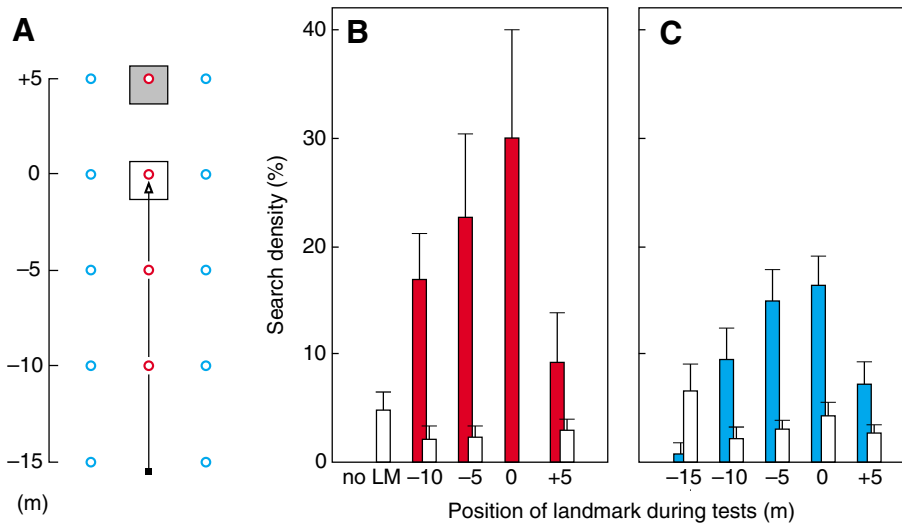 A
+5
0
−5
−10
−15
(m)
B
Search density (%)
40
30
20
10
0
no LM −10 −5 0 +5
C
−15 −10 −5 0 +5
Position of landmark during tests (m)